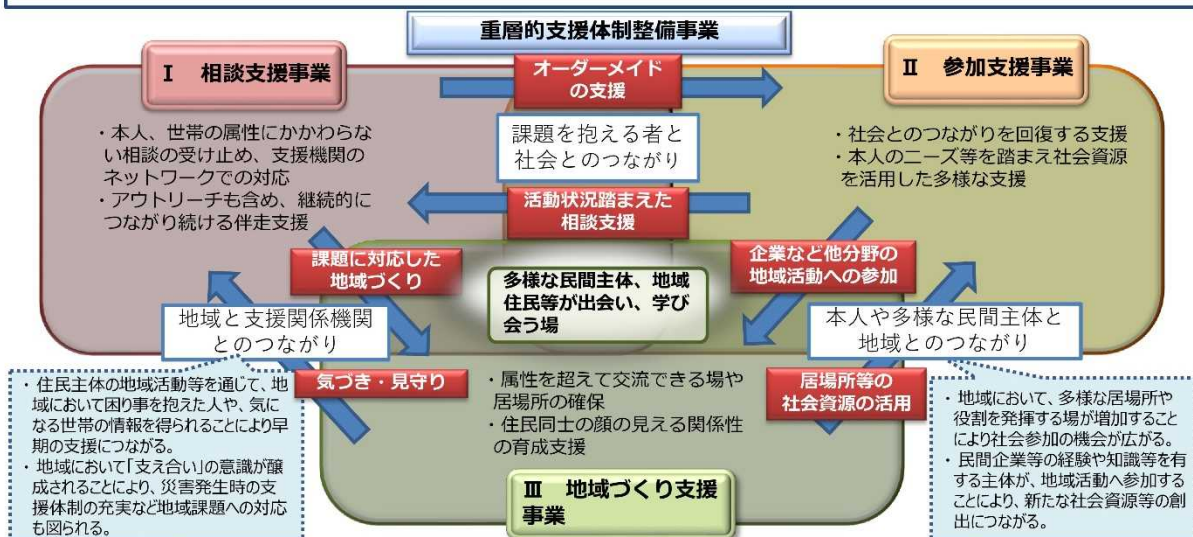 重層的支援体制整備事業
Ⅰ 相談支援事業
オーダーメイド
の支援
Ⅱ 参加支援事業
・本人、世帯の属性にかかわらな
い相談の受け止め、支援機関の
ネットワークでの対応
・アウトリーチも含め、継続的に
つながり続ける伴走支援
課題を抱える者と
社会とのつながり
・社会とのつながりを回復する支援
・本人のニーズ等を踏まえ社会資源
を活用した多様な支援
活動状況踏まえた
相談支援
課題に対応した
地域づくり
多様な民間主体、地域
住民等が出会い、学び
会う場
企業など他分野の
地域活動への参加
地域と支援関係機関
とのつながり
本人や多様な民間主体と
地域とのつながり
気づき・見守り
・属性を超えて交流できる場や
居場所の確保
・住民同士の顔の見える関係性
の育成支援
居場所等の
社会資源の活用
・住民主体の地域活動等を通じて、地
域において困り事を抱えた人や、気に
なる世帯の情報を得られることにより早
期の支援につながる。
・地域において「支え合い」の意識が醸
成されることにより、災害発生時の支
援体制の充実など地域課題への対応
も図られる。
Ⅲ 地域づくり支援
事業
・地域において、多様な居場所や
役割を発揮する場が増加すること
により社会参加の機会が広がる。
・民間企業等の経験や知識等を有
する主体が、地域活動へ参加する
ことにより、新たな社会資源等の創
出につながる。